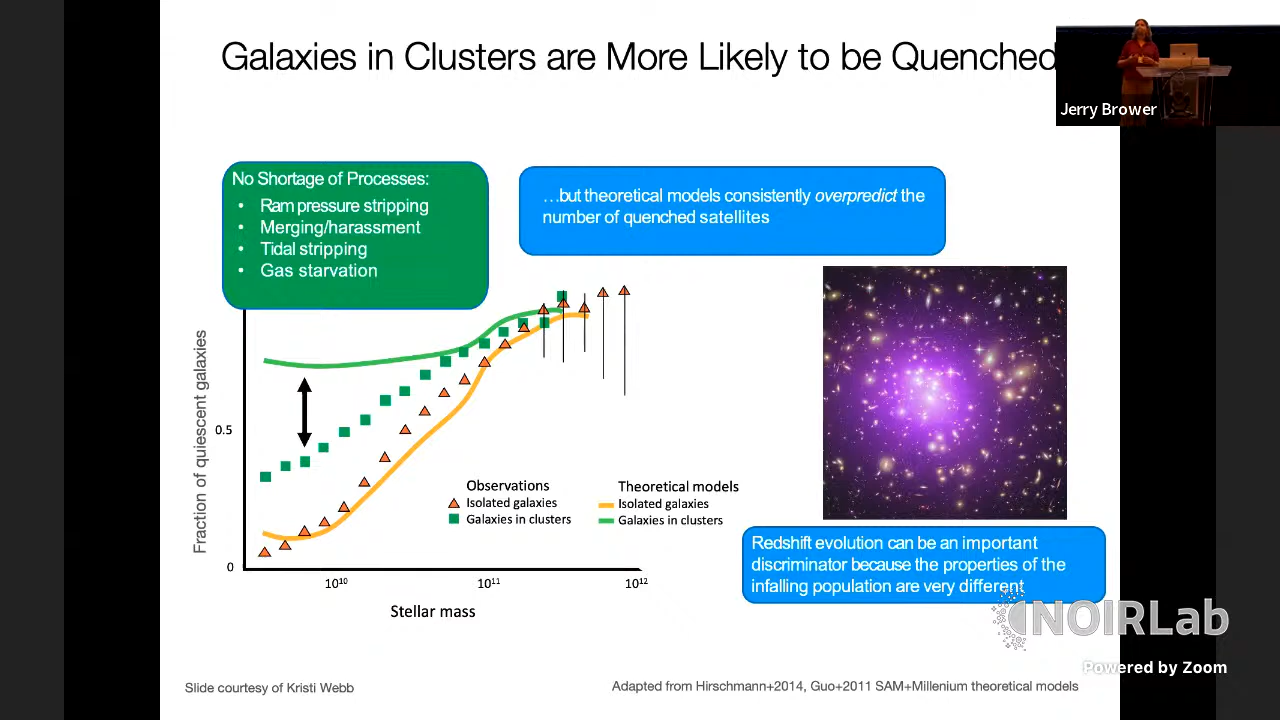 Galaxies in Clusters are More Likely to be Quenched
Jerry Brower
No Shortage of Processes:
• Ram pressure stripping
• Merging/harassment
• Tidal stripping
• Gas starvation
…but theoretical models consistently overpredict the
number of quenched satellites
Fraction of quiescent galaxies
0.5
0
Observations
Isolated galaxies
Galaxies in clusters
Theoretical models
Isolated galaxies
Galaxies in clusters
10¹⁰
10¹¹
10¹²
Stellar mass
Redshift evolution can be an important
discriminator because the properties of the
infalling population are very different
NOIRLab
Powered by Zoom
Slide courtesy of Kristi Webb
Adapted from Hirschmann+2014, Guo+2011 SAM+Millenium theoretical models